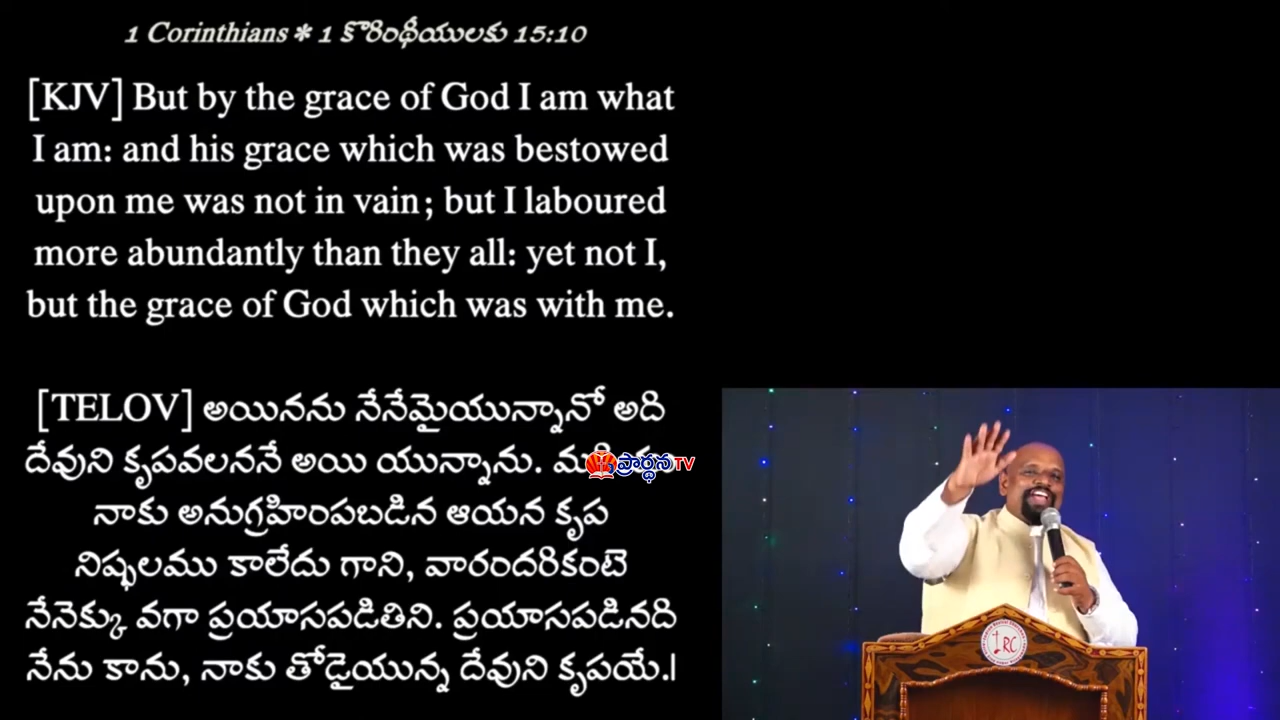 1 Corinthians * 1 కొరింథీయులకు 15:10
[KJV] But by the grace of God I am what
I am: and his grace which was bestowed
upon me was not in vain; but I laboured
more abundantly than they all: yet not I,
but the grace of God which was with me.
[TELOV] అయినను నేనేమైయున్నానో అది
దేవుని కృపవలననే అయి యున్నాను.
ప్రార్థన TV
నాకు అనుగ్రహింపబడిన ఆయన కృప
నిష్ఫలము కాలేదు గాని, వారందరికంటె
నేనెక్కు వగా ప్రయాసపడితిని. ప్రయాసపడినది
నేను కాను, నాకు తోడైయున్న దేవుని కృపయే.|
IRC